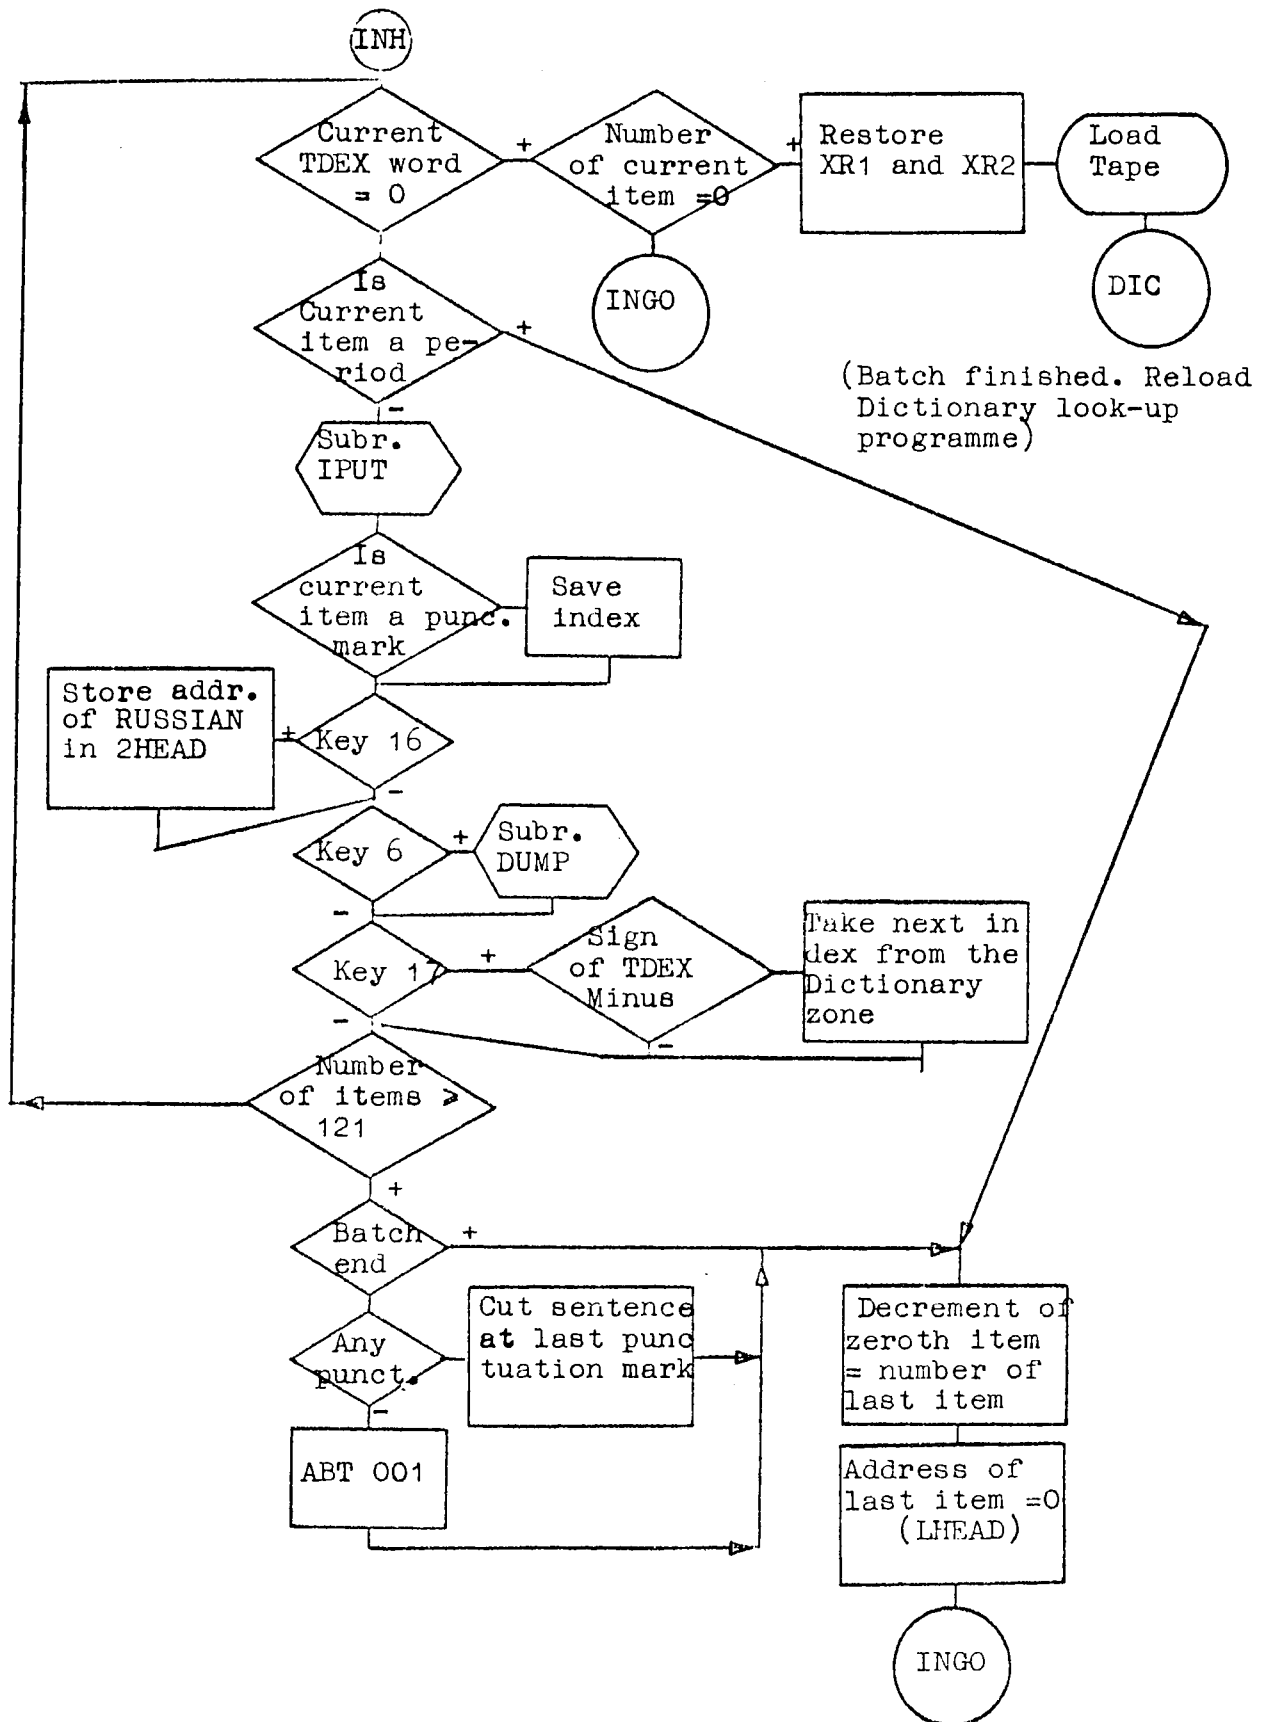 INH
Current
TDEX word
= 0
+
Number
of current
item =0
+
Restore
XR1 and XR2
Load
Tape
INGO
DIC
(Batch finished. Reload
Dictionary look-up
programme)
Is
Current
item a pe-
riod
+
-
Subr.
IPUT
Is
current
item a punc.
mark
Save
index
Store addr.
of RUSSIAN
in 2HEAD
+
Key 16
-
Key 6
+
Subr.
DUMP
-
Key 17
+
Sign
of TDEX
Minus
-
Take next in
dex from the
Dictionary
zone
-
Number
of items ⩾
121
+
Batch
end
+
Any
punct.
-
Cut sentence
at last punc
tuation mark
ABT 001
Decrement of
zeroth item
= number of
last item
Address of
last item =0
(LHEAD)
INGO